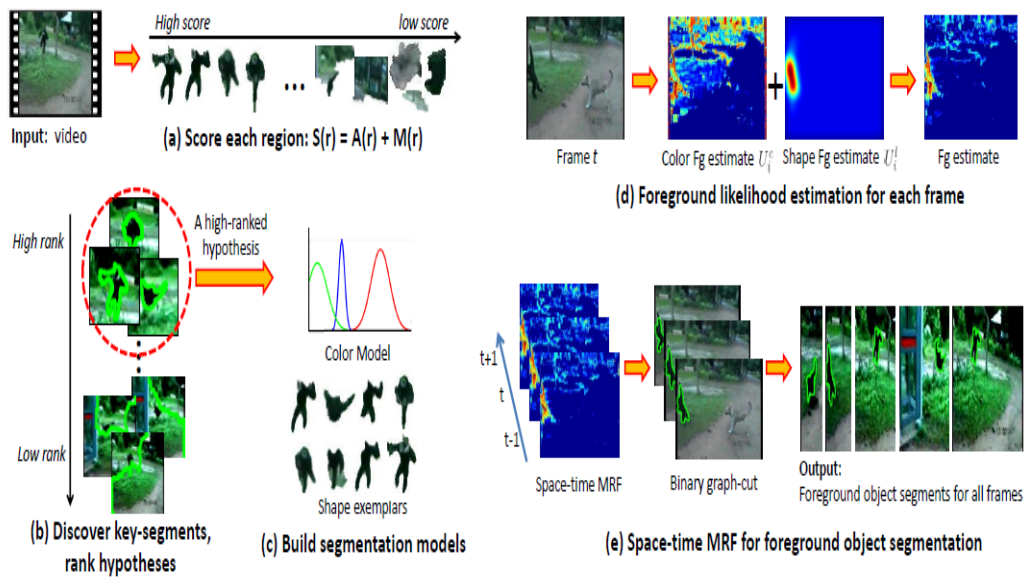 High score
low score
Input: video
(a) Score each region: S(r) = A(r) + M(r)
Frame t
Color Fg estimate U_i^c
Shape Fg estimate U_i^l
Fg estimate
(d) Foreground likelihood estimation for each frame
High rank
Low rank
A high-ranked
hypothesis
(b) Discover key-segments,
rank hypotheses
Color Model
Shape exemplars
(c) Build segmentation models
t+1
t
t-1
Space-time MRF
Binary graph-cut
Output:
Foreground object segments for all frames
(e) Space-time MRF for foreground object segmentation